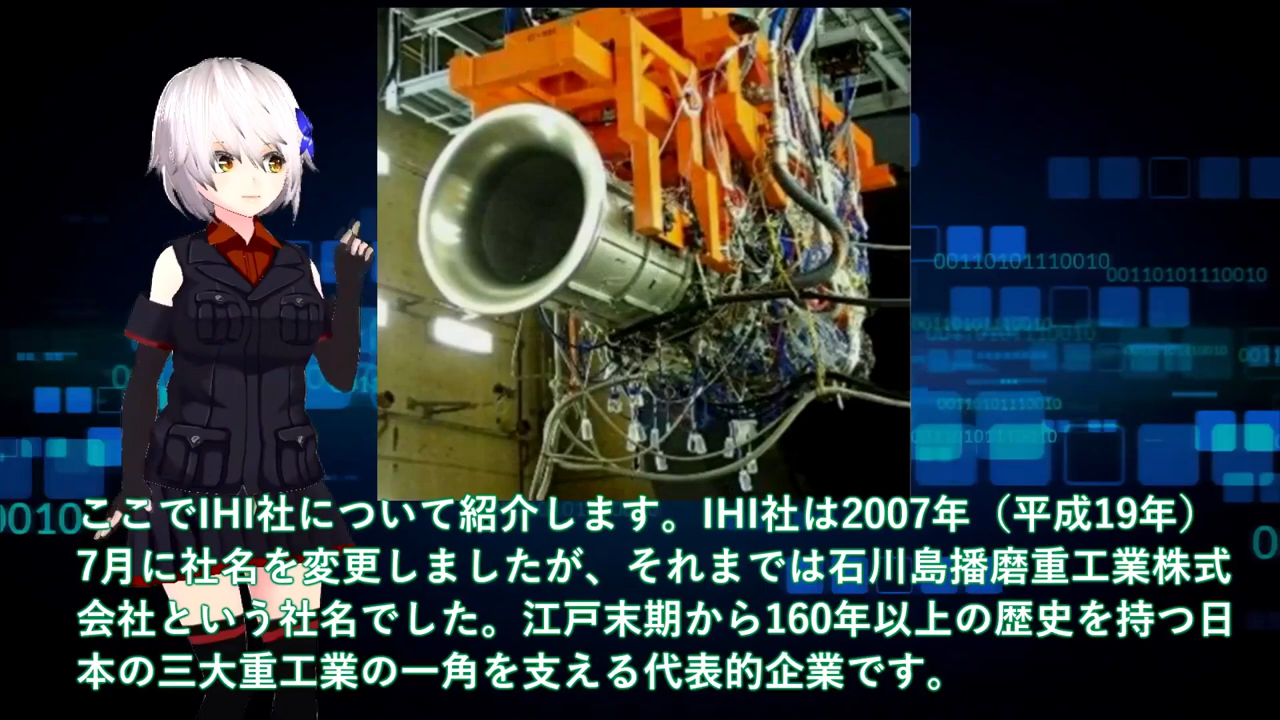 00110101110010
00110101110010
00110101110010
0010
ここでIHI社について紹介します。IHI社は2007年（平成19年）
7月に社名を変更しましたが、それまでは石川島播磨重工業株式
会社という社名でした。江戸末期から160年以上の歴史を持つ日
本の三大重工業の一角を支える代表的企業です。